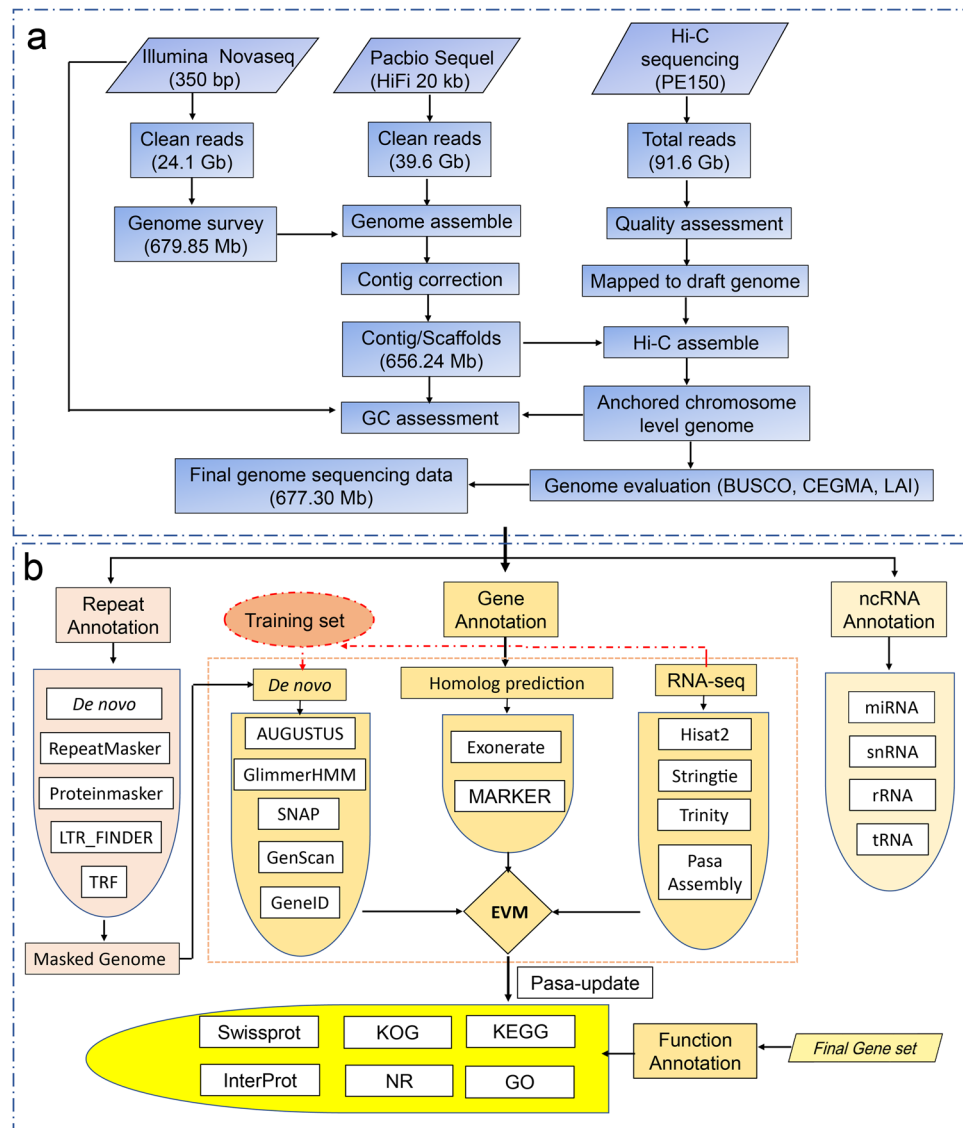 a
Illumina Novaseq
(350 bp)
Pacbio Sequel
(HiFi 20 kb)
Hi-C
sequencing
(PE150)
Clean reads
(24.1 Gb)
Clean reads
(39.6 Gb)
Total reads
(91.6 Gb)
Genome survey
(679.85 Mb)
Genome assemble
Quality assessment
Contig correction
Mapped to draft genome
Contig/Scaffolds
(656.24 Mb)
Hi-C assemble
GC assessment
Anchored chromosome
level genome
Final genome sequencing data
(677.30 Mb)
Genome evaluation (BUSCO, CEGMA, LAI)
b
Repeat
Annotation
Training set
Gene
Annotation
ncRNA
Annotation
De novo
RepeatMasker
Proteinmasker
LTR_FINDER
TRF
Masked Genome
De novo
AUGUSTUS
GlimmerHMM
SNAP
GenScan
GeneID
Homolog prediction
Exonerate
MARKER
RNA-seq
Hisat2
Stringtie
Trinity
Pasa
Assembly
miRNA
snRNA
rRNA
tRNA
EVM
Pasa-update
Swissprot
KOG
KEGG
InterProt
NR
GO
Function
Annotation
Final Gene set